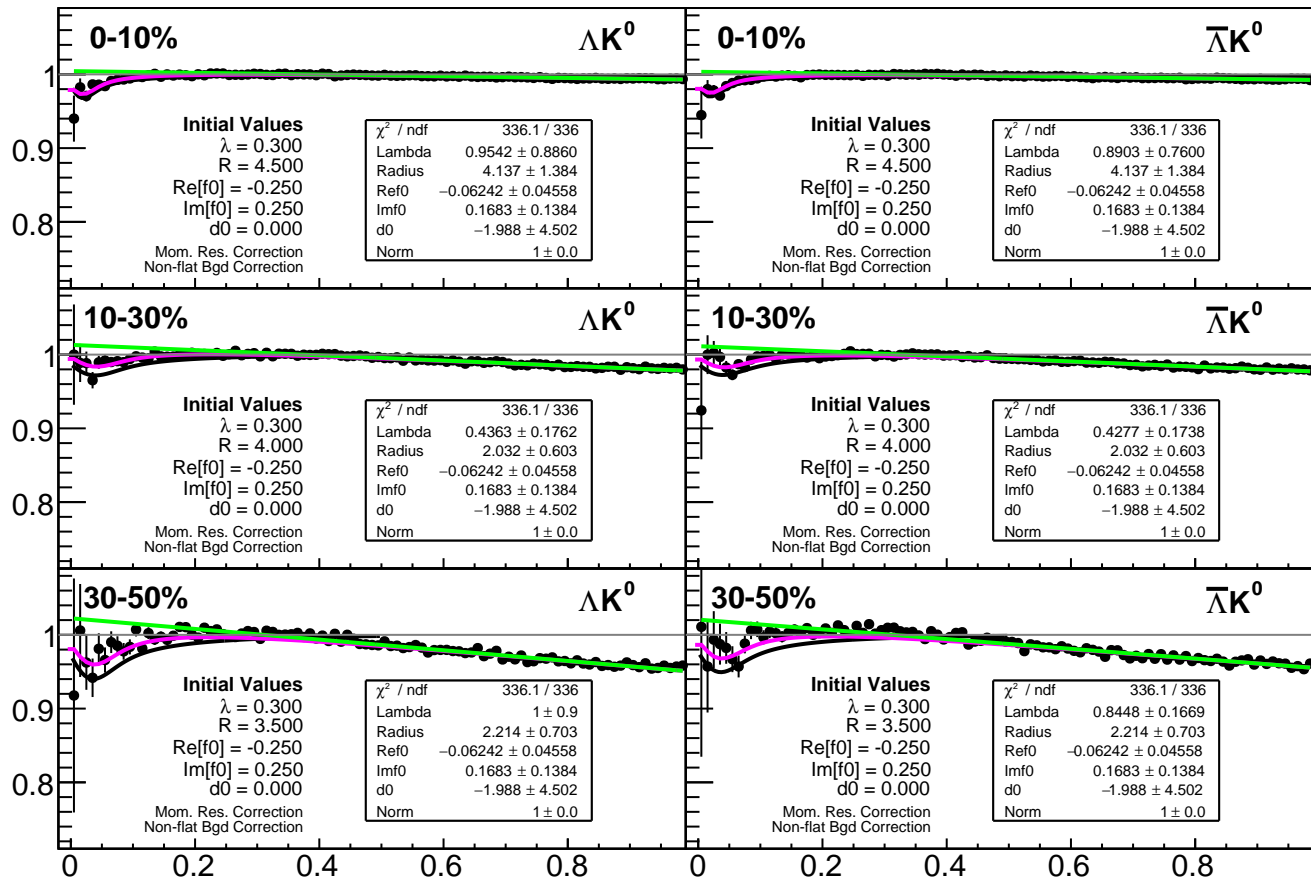 0-10% ΛK⁰
Initial Values
λ = 0.300
R = 4.500
Re[f0] = -0.250
Im[f0] = 0.250
d0 = 0.000
Mom. Res. Correction
Non-flat Bgd Correction
χ² / ndf 336.1 / 336
Lambda 0.9542 ± 0.8860
Radius 4.137 ± 1.384
Ref0 −0.06242 ± 0.04558
Imf0 0.1683 ± 0.1384
d0 −1.988 ± 4.502
Norm 1 ± 0.0
1
0.9
0.8
0-10% Λ̅K⁰
Initial Values
λ = 0.300
R = 4.500
Re[f0] = -0.250
Im[f0] = 0.250
d0 = 0.000
Mom. Res. Correction
Non-flat Bgd Correction
χ² / ndf 336.1 / 336
Lambda 0.8903 ± 0.7600
Radius 4.137 ± 1.384
Ref0 −0.06242 ± 0.04558
Imf0 0.1683 ± 0.1384
d0 −1.988 ± 4.502
Norm 1 ± 0.0
10-30% ΛK⁰
Initial Values
λ = 0.300
R = 4.000
Re[f0] = -0.250
Im[f0] = 0.250
d0 = 0.000
Mom. Res. Correction
Non-flat Bgd Correction
χ² / ndf 336.1 / 336
Lambda 0.4363 ± 0.1762
Radius 2.032 ± 0.603
Ref0 −0.06242 ± 0.04558
Imf0 0.1683 ± 0.1384
d0 −1.988 ± 4.502
Norm 1 ± 0.0
1
0.9
0.8
10-30% Λ̅K⁰
Initial Values
λ = 0.300
R = 4.000
Re[f0] = -0.250
Im[f0] = 0.250
d0 = 0.000
Mom. Res. Correction
Non-flat Bgd Correction
χ² / ndf 336.1 / 336
Lambda 0.4277 ± 0.1738
Radius 2.032 ± 0.603
Ref0 −0.06242 ± 0.04558
Imf0 0.1683 ± 0.1384
d0 −1.988 ± 4.502
Norm 1 ± 0.0
30-50% ΛK⁰
Initial Values
λ = 0.300
R = 3.500
Re[f0] = -0.250
Im[f0] = 0.250
d0 = 0.000
Mom. Res. Correction
Non-flat Bgd Correction
χ² / ndf 336.1 / 336
Lambda 1 ± 0.9
Radius 2.214 ± 0.703
Ref0 −0.06242 ± 0.04558
Imf0 0.1683 ± 0.1384
d0 −1.988 ± 4.502
Norm 1 ± 0.0
1
0.9
0.8
30-50% Λ̅K⁰
Initial Values
λ = 0.300
R = 3.500
Re[f0] = -0.250
Im[f0] = 0.250
d0 = 0.000
Mom. Res. Correction
Non-flat Bgd Correction
χ² / ndf 336.1 / 336
Lambda 0.8448 ± 0.1669
Radius 2.214 ± 0.703
Ref0 −0.06242 ± 0.04558
Imf0 0.1683 ± 0.1384
d0 −1.988 ± 4.502
Norm 1 ± 0.0
0 0.2 0.4 0.6 0.8 0 0.2 0.4 0.6 0.8